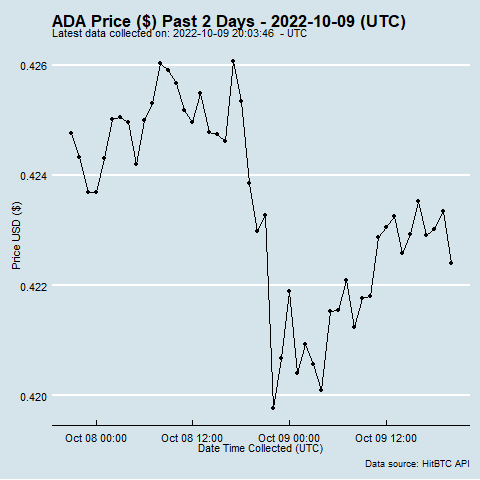 ADA Price ($) Past 2 Days - 2022-10-09 (UTC)
Latest data collected on: 2022-10-09 20:03:46 - UTC
0.426
0.424
0.422
0.420
Price USD ($)
Oct 08 00:00 Oct 08 12:00 Oct 09 00:00 Oct 09 12:00
Date Time Collected (UTC)
Data source: HitBTC API